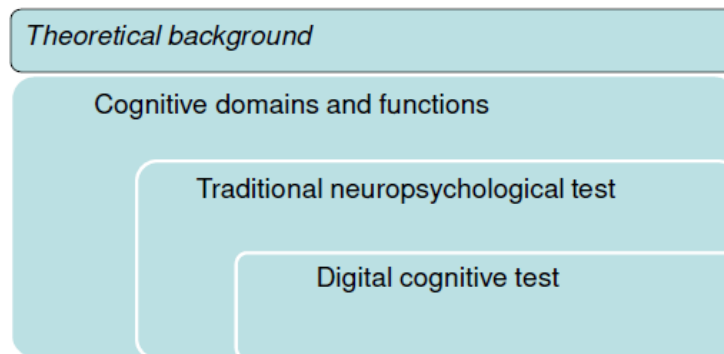 Theoretical background
Cognitive domains and functions
Traditional neuropsychological test
Digital cognitive test